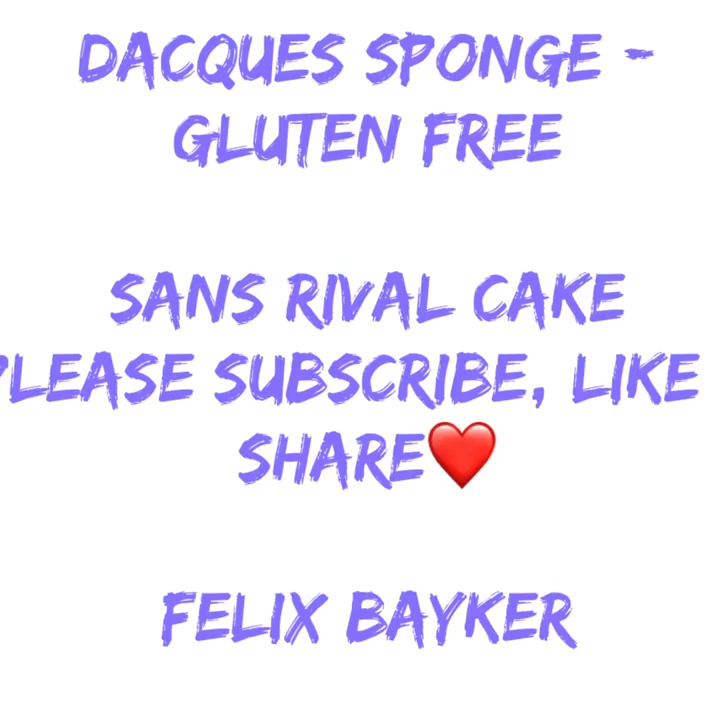 DACQUES SPONGE -
GLUTEN FREE
SANS RIVAL CAKE
PLEASE SUBSCRIBE, LIKE
SHARE❤️
FELIX BAYKER